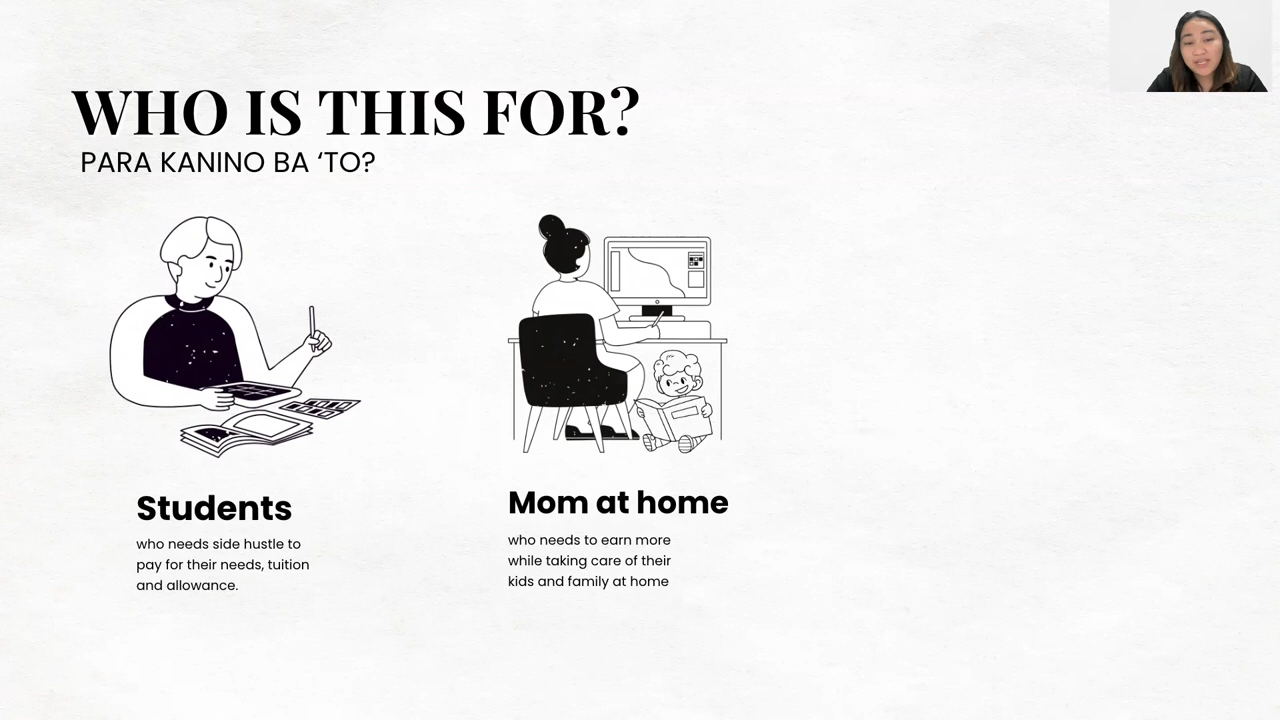 WHO IS THIS FOR?
PARA KANINO BA ‘TO?
Students
who needs side hustle to
pay for their needs, tuition
and allowance.
Mom at home
who needs to earn more
while taking care of their
kids and family at home